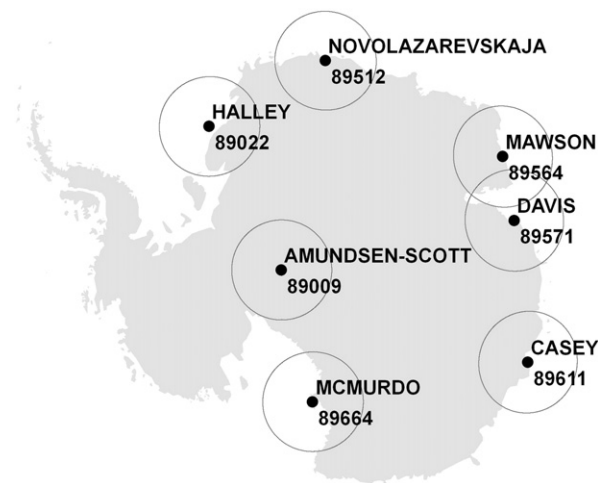 NOVOLAZAREVSKAJA
89512
HALLEY
89022
MAWSON
89564
DAVIS
89571
AMUNDSEN-SCOTT
89009
CASEY
89611
MCMURDO
89664